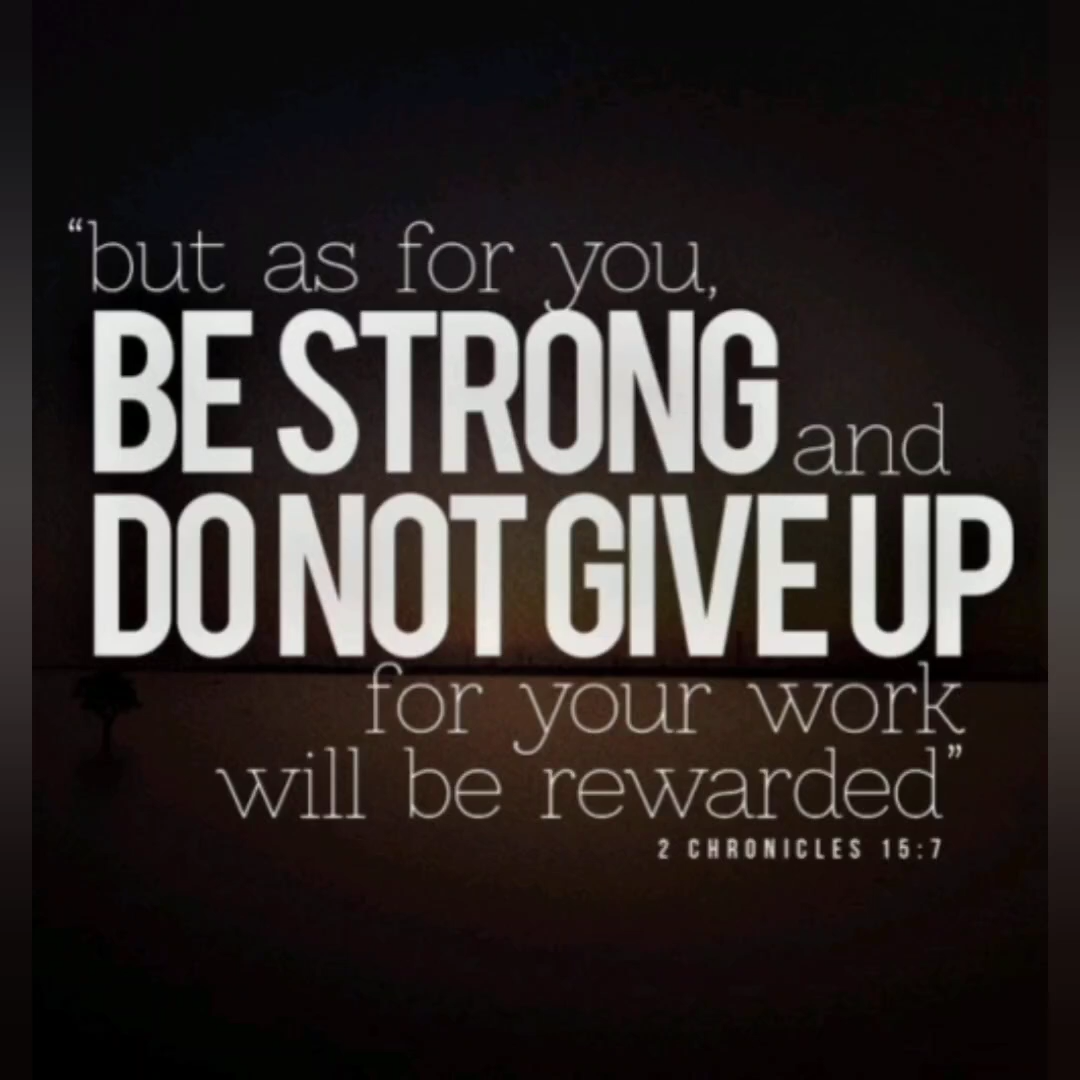 “but as for you,
BE STRONG and
DO NOT GIVE UP
for your work
will be rewarded”
2 CHRONICLES 15:7